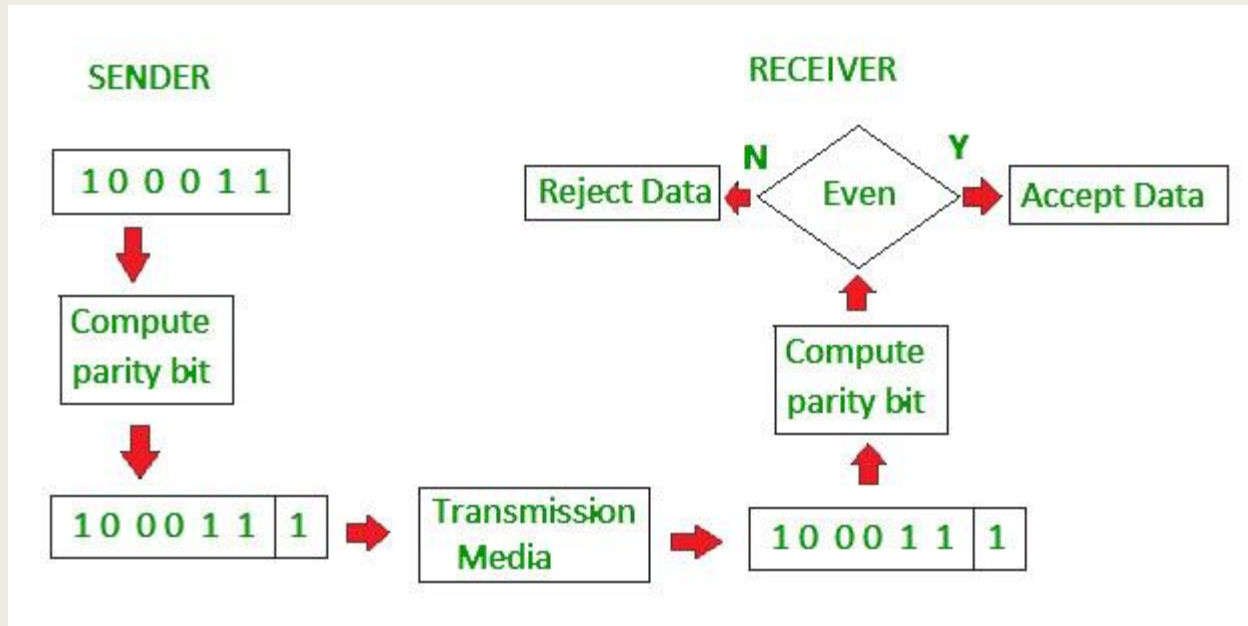 SENDER
1 0 0 0 1 1
Compute
parity bit
1 0 0 0 1 1 1
Transmission
Media
RECEIVER
N
Y
Reject Data
Even
Accept Data
Compute
parity bit
1 0 0 0 1 1 1